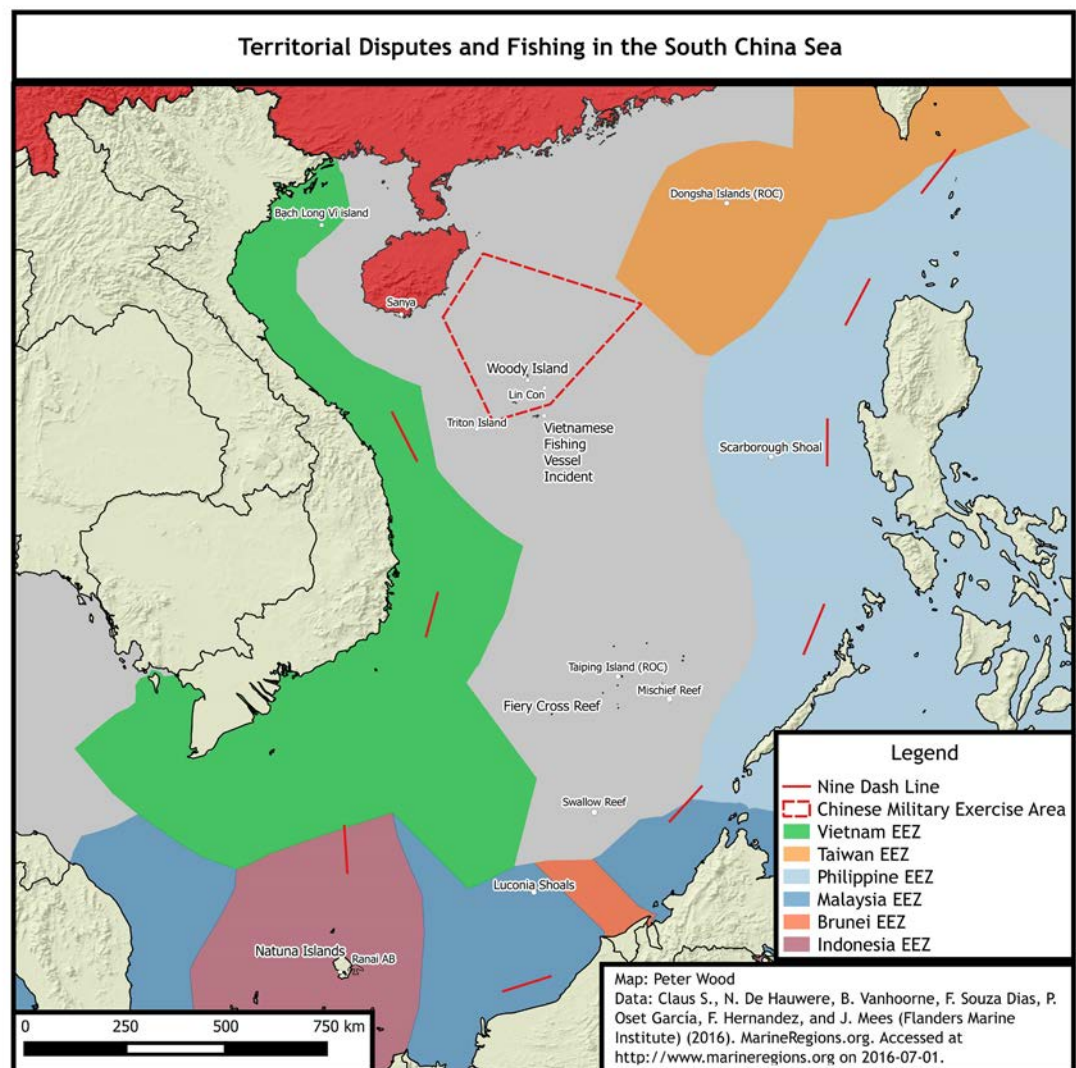 Territorial Disputes and Fishing in the South China Sea
Dongsha Islands (ROC)
Bạch Long Vĩ island
Sanya
Woody Island
Lin Con
Triton Island
Vietnamese
Fishing
Vessel
Incident
Scarborough Shoal
Taiping Island (ROC)
Mischief Reef
Fiery Cross Reef
Swallow Reef
Luconia Shoals
Natuna Islands
Ranai AB
Legend
Nine Dash Line
Chinese Military Exercise Area
Vietnam EEZ
Taiwan EEZ
Philippine EEZ
Malaysia EEZ
Brunei EEZ
Indonesia EEZ
0 250 500 750 km
Map: Peter Wood
Data: Claus S., N. De Hauwere, B. Vanhoorne, F. Souza Dias, P.
Oset García, F. Hernandez, and J. Mees (Flanders Marine
Institute) (2016). MarineRegions.org. Accessed at
http://www.marineregions.org on 2016-07-01.